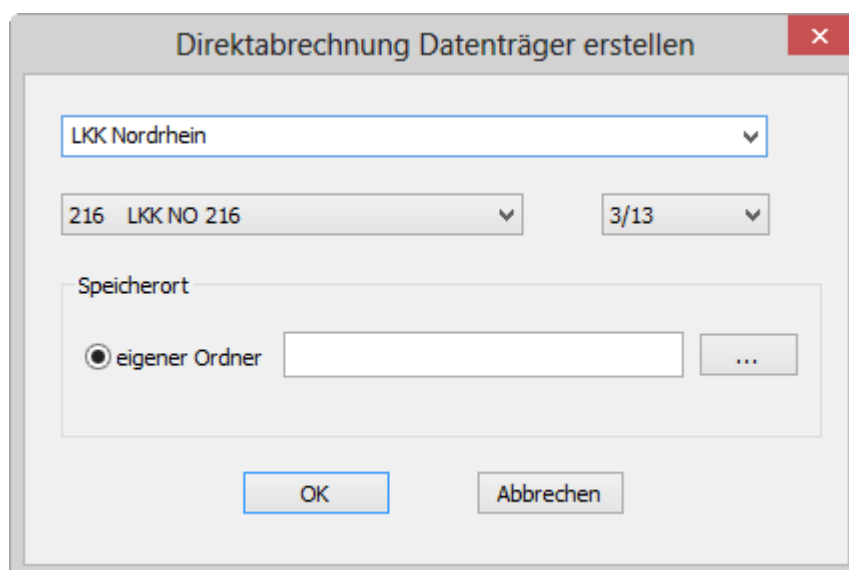 Direktabrechnung Datenträger erstellen
LKK Nordrhein
216 LKK NO 216 3/13
Speicherort
eigener Ordner ...
OK Abbrechen